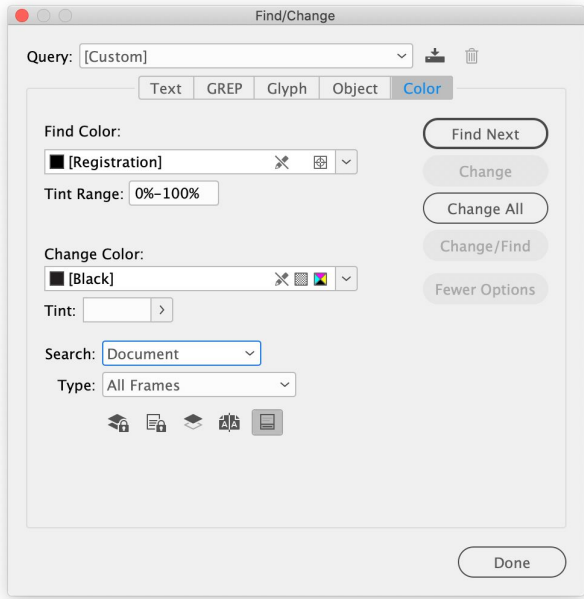 Find/Change
Query: [Custom]
Text GREP Glyph Object Color
Find Color:
[Registration]
Tint Range: 0%–100%
Find Next
Change
Change All
Change/Find
Fewer Options
Change Color:
[Black]
Tint:
Search: Document
Type: All Frames
A A
Done